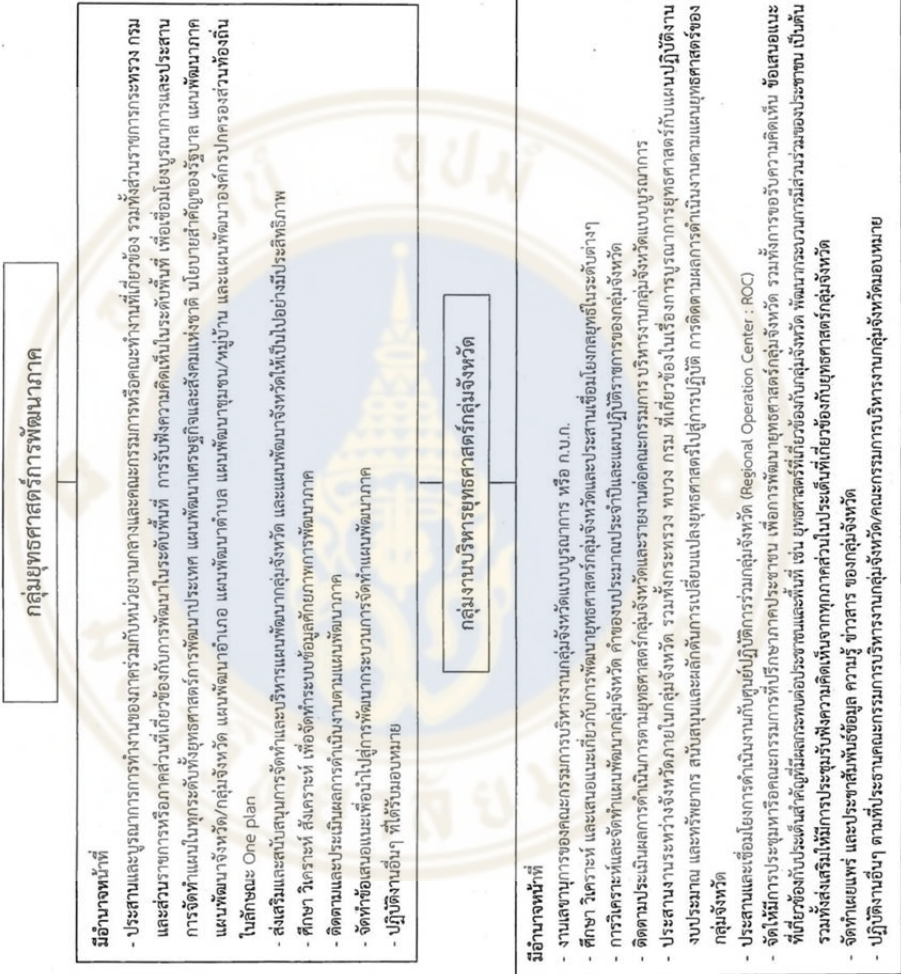 กลุ่มยุทธศาสตร์การพัฒนาภาค
มีอำนาจหน้าที่
- ประสานและบูรณาการการทำงานของภาคร่วมกับหน่วยงานกลางและคณะกรรมการหรือคณะทำงานที่เกี่ยวข้อง รวมทั้งส่วนราชการกระทรวง กรม
และส่วนราชการหรือภาคส่วนที่เกี่ยวข้องกับการพัฒนาในระดับพื้นที่ การรับฟังความคิดเห็นในระดับพื้นที่ เพื่อเชื่อมโยงบูรณาการและประสาน
การจัดทำแผนในทุกระดับทั้งยุทธศาสตร์การพัฒนาประเทศ แผนพัฒนาเศรษฐกิจและสังคมแห่งชาติ นโยบายสำคัญของรัฐบาล แผนพัฒนาภาค
แผนพัฒนาจังหวัด/กลุ่มจังหวัด แผนพัฒนาอำเภอ แผนพัฒนาตำบล แผนพัฒนาชุมชน/หมู่บ้าน และแผนพัฒนาองค์กรปกครองส่วนท้องถิ่น
ในลักษณะ One plan
- ส่งเสริมและสนับสนุนการจัดทำและบริหารแผนพัฒนากลุ่มจังหวัด และแผนพัฒนาจังหวัดให้เป็นไปอย่างมีประสิทธิภาพ
- ศึกษา วิเคราะห์ สังเคราะห์ เพื่อจัดทำระบบข้อมูลศักยภาพการพัฒนาภาค
- ติดตามและประเมินผลการดำเนินงานตามแผนพัฒนาภาค
- จัดทำข้อเสนอแนะเพื่อนำไปสู่การพัฒนากระบวนการจัดทำแผนพัฒนาภาค
- ปฏิบัติงานอื่นๆ ที่ได้รับมอบหมาย
กลุ่มงานบริหารยุทธศาสตร์กลุ่มจังหวัด
มีอำนาจหน้าที่
- งานเลขานุการของคณะกรรมการบริหารงานกลุ่มจังหวัดแบบบูรณาการ หรือ ก.บ.ก.
- ศึกษา วิเคราะห์ และเสนอแนะเกี่ยวกับการพัฒนายุทธศาสตร์กลุ่มจังหวัดและประสานเชื่อมโยงกลยุทธ์ในระดับต่างๆ
- การวิเคราะห์และจัดทำแผนพัฒนากลุ่มจังหวัด คำของบประมาณประจำปีและแผนปฏิบัติราชการของกลุ่มจังหวัด
- ติดตามประเมินผลการดำเนินการตามยุทธศาสตร์กลุ่มจังหวัดและรายงานต่อคณะกรรมการ บริหารงานกลุ่มจังหวัดแบบบูรณาการ
- ประสานงานระหว่างจังหวัดภายในกลุ่มจังหวัด รวมทั้งกระทรวง ทบวง กรม ที่เกี่ยวข้องในเรื่องการบูรณาการยุทธศาสตร์กับแผนปฏิบัติงาน
งบประมาณ และทรัพยากร สนับสนุนและผลักดันการเปลี่ยนแปลงยุทธศาสตร์ไปสู่การปฏิบัติ การติดตามผลการดำเนินงานตามแผนยุทธศาสตร์ของ
กลุ่มจังหวัด
- ประสานและเชื่อมโยงการดำเนินงานกับศูนย์ปฏิบัติการร่วมกลุ่มจังหวัด (Regional Operation Center : ROC)
- จัดให้มีการประชุมหารือคณะกรรมการที่ปรึกษาภาคประชาชน เพื่อการพัฒนายุทธศาสตร์กลุ่มจังหวัด รวมทั้งการขอรับความคิดเห็น ข้อเสนอแนะ
ที่เกี่ยวข้องกับประเด็นสำคัญที่มีผลกระทบต่อประชาชนและพื้นที่ เช่น ยุทธศาสตร์ที่เกี่ยวข้องกับกลุ่มจังหวัด พัฒนากระบวนการมีส่วนร่วมของประชาชน เป็นต้น
รวมทั้งส่งเสริมให้มีการประชุมรับฟังความคิดเห็นจากทุกภาคส่วนในประเด็นที่เกี่ยวข้องกับยุทธศาสตร์กลุ่มจังหวัด
- จัดทำเผยแพร่ และประชาสัมพันธ์ข้อมูล ความรู้ ข่าวสาร ของกลุ่มจังหวัด
- ปฏิบัติงานอื่นๆ ตามที่ประธานคณะกรรมการบริหารงานกลุ่มจังหวัด/คณะกรรมการบริหารงานกลุ่มจังหวัดมอบหมาย